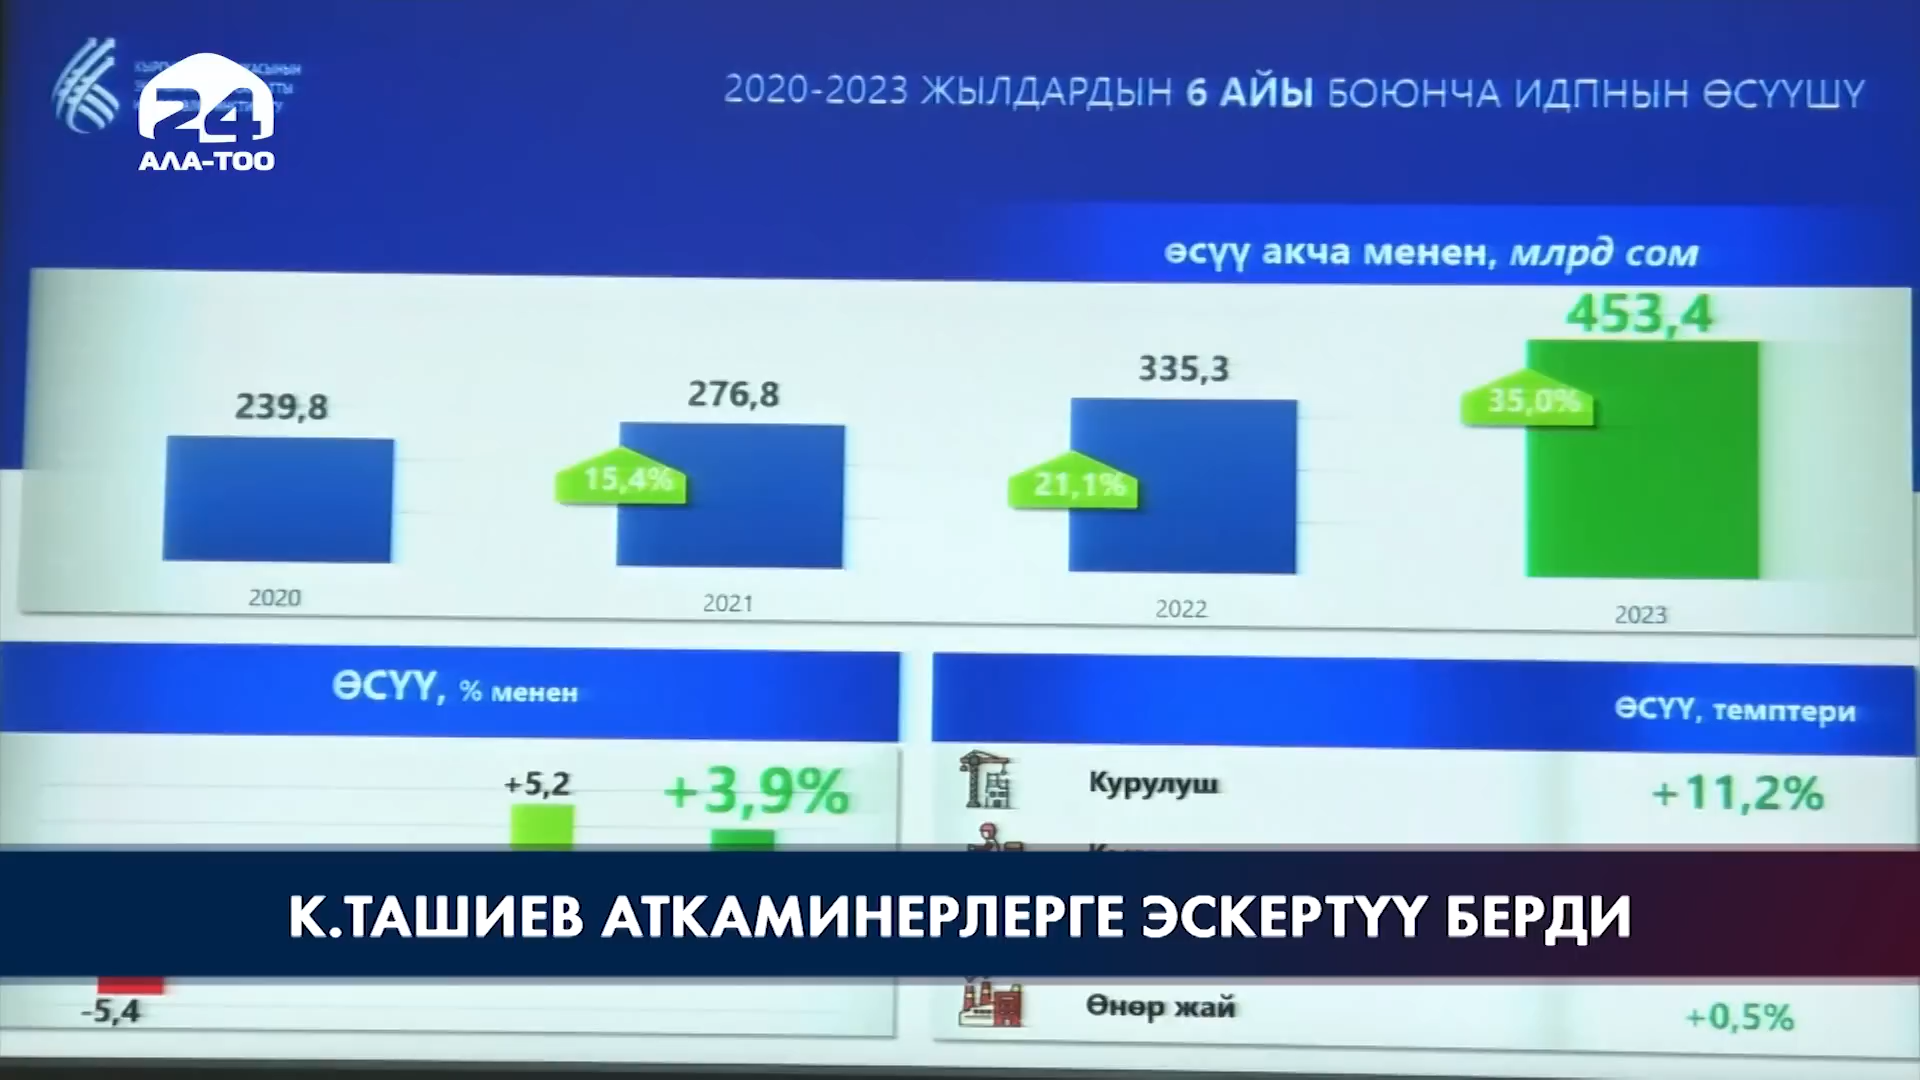 2020-2023 ЖЫЛДАРДЫН 6 АЙЫ БОЮНЧА ИДПНЫН ӨСҮҮШҮ
24
АЛА-ТОО
өсүү акча менен, млрд сом
239,8
276,8
335,3
453,4
15,4%
21,1%
35,0%
2020
2021
2022
2023
ӨСҮҮ, % менен
ӨСҮҮ, темптери
+5,2
+3,9%
Курулуш
+11,2%
К.ТАШИЕВ АТКАМИНЕРЛЕРГЕ ЭСКЕРТҮҮ БЕРДИ
-5,4
Өнөр жай
+0,5%